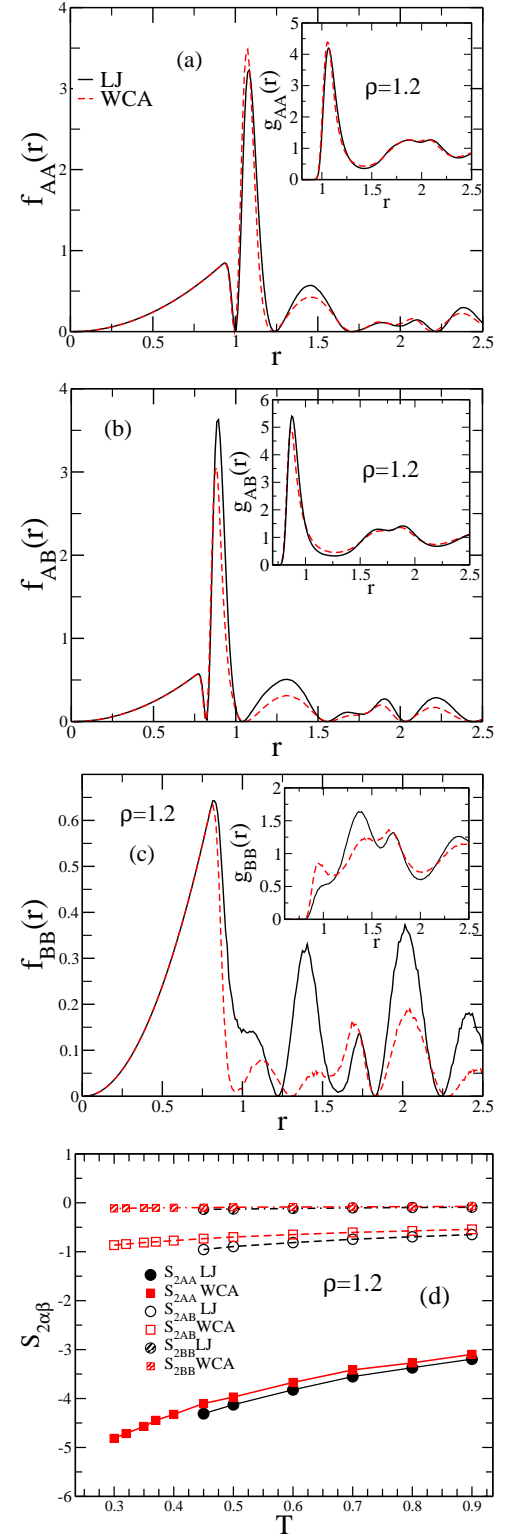 (a)
LJ
WCA
f_AA(r)
0
1
2
3
4
0
0.5
1
1.5
2
2.5
r
g_AA(r)
0
1
2
3
4
5
1
1.5
2
2.5
r
ρ=1.2
(b)
f_AB(r)
0
1
2
3
4
0
0.5
1
1.5
2
2.5
r
g_AB(r)
0
1
2
3
4
5
6
1
1.5
2
2.5
r
ρ=1.2
ρ=1.2
(c)
f_BB(r)
0
0.1
0.2
0.3
0.4
0.5
0.6
0
0.5
1
1.5
2
2.5
r
g_BB(r)
0
0.5
1
1.5
2
1
1.5
2
2.5
r
S_2αβ
1
0
-1
-2
-3
-4
-5
-6
0.3
0.4
0.5
0.6
0.7
0.8
0.9
T
S_2AA LJ
S_2AA WCA
S_2AB LJ
S_2AB WCA
S_2BB LJ
S_2BB WCA
ρ=1.2
(d)